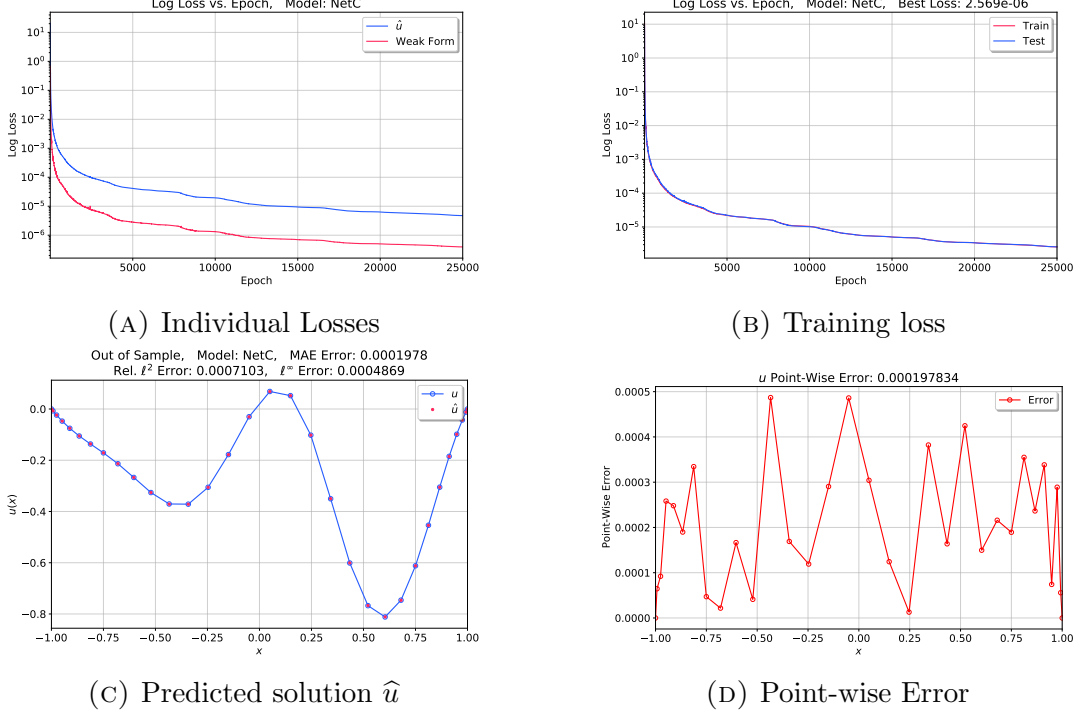 Log Loss vs. Epoch,   Model: NetC
û
Weak Form
10¹
10⁰
10⁻¹
10⁻²
10⁻³
10⁻⁴
10⁻⁵
10⁻⁶
Log Loss
5000 10000 15000 20000 25000
Epoch
(A) Individual Losses
Log Loss vs. Epoch,   Model: NetC,   Best Loss: 2.569e-06
Train
Test
10¹
10⁰
10⁻¹
10⁻²
10⁻³
10⁻⁴
10⁻⁵
Log Loss
5000 10000 15000 20000 25000
Epoch
(B) Training loss
Out of Sample,   Model: NetC,   MAE Error: 0.0001978
Rel. ℓ² Error: 0.0007103,   ℓ∞ Error: 0.0004869
u
û
0.0
−0.2
−0.4
−0.6
−0.8
u(x)
−1.00 −0.75 −0.50 −0.25 0.00 0.25 0.50 0.75 1.00
x
(C) Predicted solution û
u Point-Wise Error: 0.000197834
Error
0.0005
0.0004
0.0003
0.0002
0.0001
0.0000
Point-Wise Error
−1.00 −0.75 −0.50 −0.25 0.00 0.25 0.50 0.75 1.00
x
(D) Point-wise Error